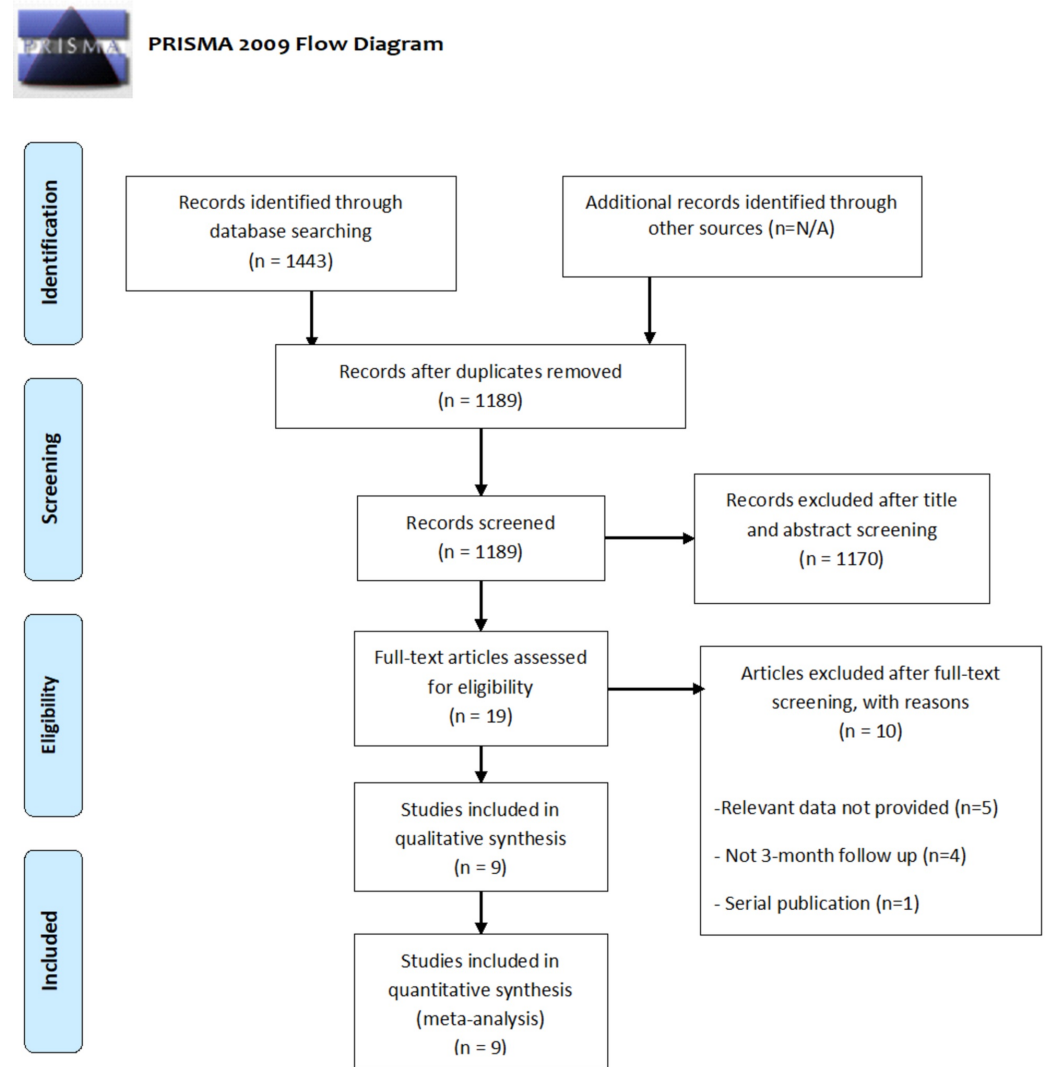 PRISMA
PRISMA 2009 Flow Diagram
Identification
Records identified through
database searching
(n = 1443)
Additional records identified through
other sources (n=N/A)
Records after duplicates removed
(n = 1189)
Screening
Records screened
(n = 1189)
Records excluded after title
and abstract screening
(n = 1170)
Eligibility
Full-text articles assessed
for eligibility
(n = 19)
Articles excluded after full-text
screening, with reasons
(n = 10)
-Relevant data not provided (n=5)
- Not 3-month follow up (n=4)
- Serial publication (n=1)
Studies included in
qualitative synthesis
(n = 9)
Included
Studies included in
quantitative synthesis
(meta-analysis)
(n = 9)